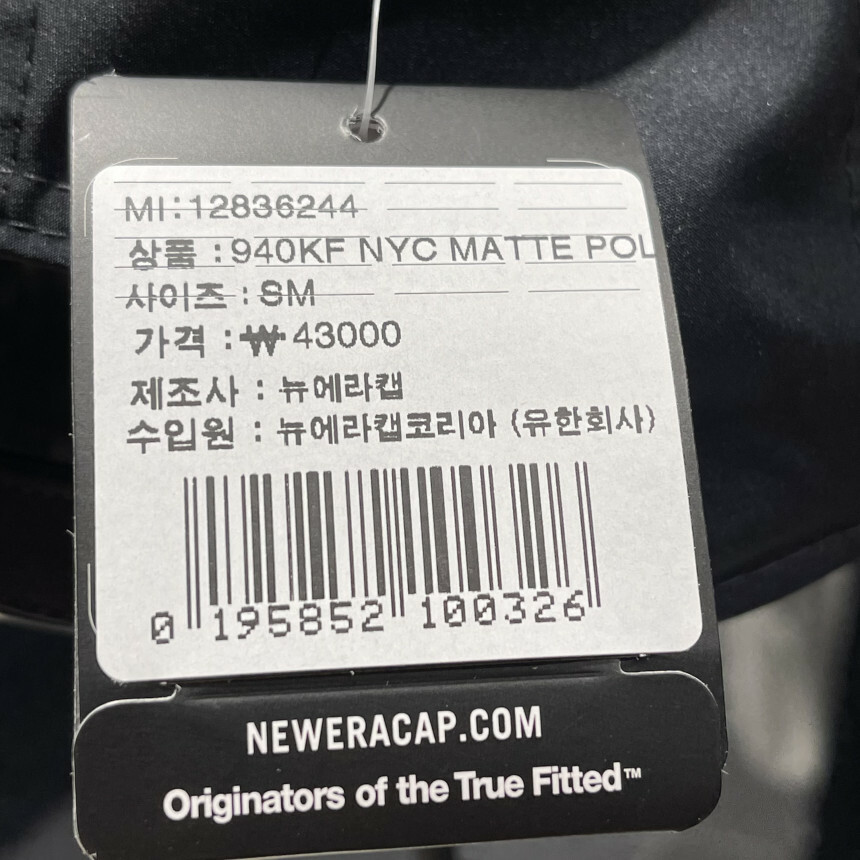 MI:12836244
상품 :940KF NYC MATTE POL
사이즈 : SM
가격 :₩43000
제조사 : 뉴에라캡
수입원 : 뉴에라캡코리아 (유한회사)
0 195852 100326
NEWERACAP.COM
Originators of the True Fitted™